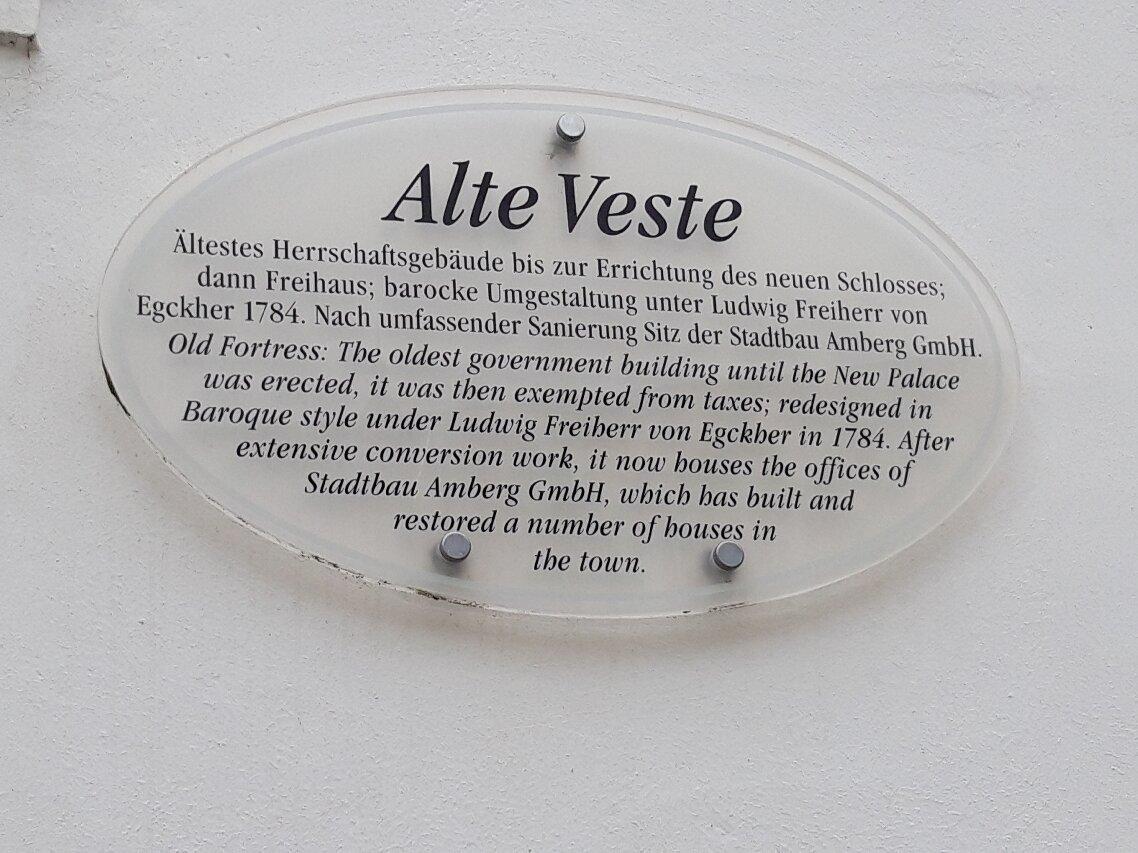 Alte Veste
Ältestes Herrschaftsgebäude bis zur Errichtung des neuen Schlosses;
dann Freihaus; barocke Umgestaltung unter Ludwig Freiherr von
Egckher 1784. Nach umfassender Sanierung Sitz der Stadtbau Amberg GmbH.
Old Fortress: The oldest government building until the New Palace
was erected, it was then exempted from taxes; redesigned in
Baroque style under Ludwig Freiherr von Egckher in 1784. After
extensive conversion work, it now houses the offices of
Stadtbau Amberg GmbH, which has built and
restored a number of houses in
the town.